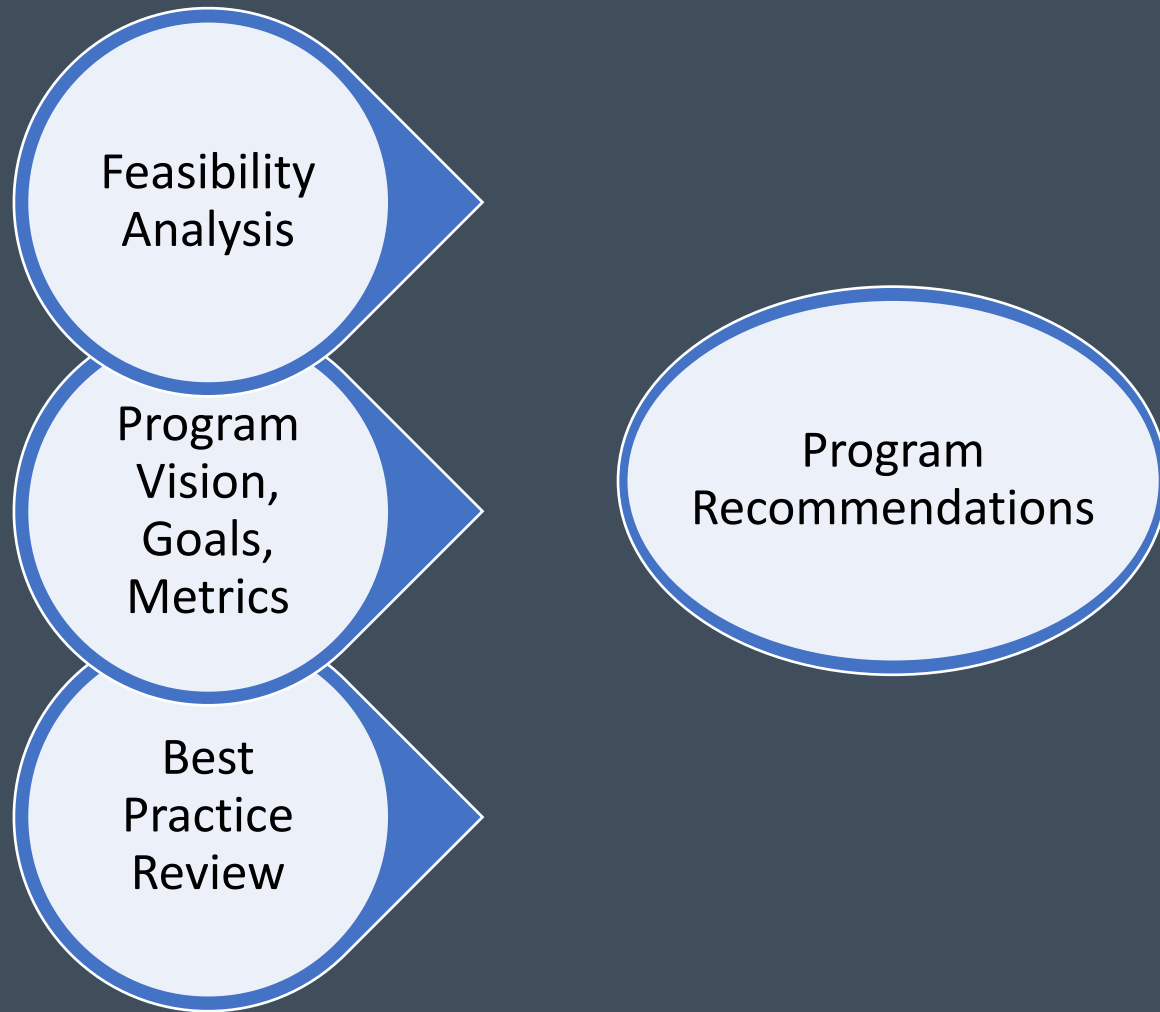 Feasibility
Analysis
Program
Vision,
Goals,
Metrics
Best
Practice
Review
Program
Recommendations